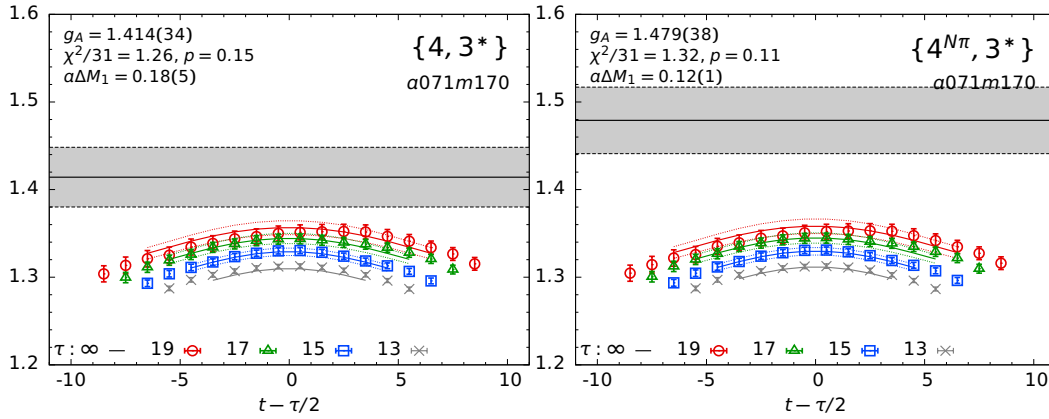 g_A = 1.414(34)
χ²/31 = 1.26, p = 0.15
aΔM₁ = 0.18(5)
{4, 3*}
a071m170
1.6
1.5
1.4
1.3
1.2
τ : ∞ — 19 17 15 13
-10 -5 0 5 10
t − τ/2
g_A = 1.479(38)
χ²/31 = 1.32, p = 0.11
aΔM₁ = 0.12(1)
{4^{Nπ}, 3*}
a071m170
1.6
1.5
1.4
1.3
1.2
τ : ∞ — 19 17 15 13
-10 -5 0 5 10
t − τ/2